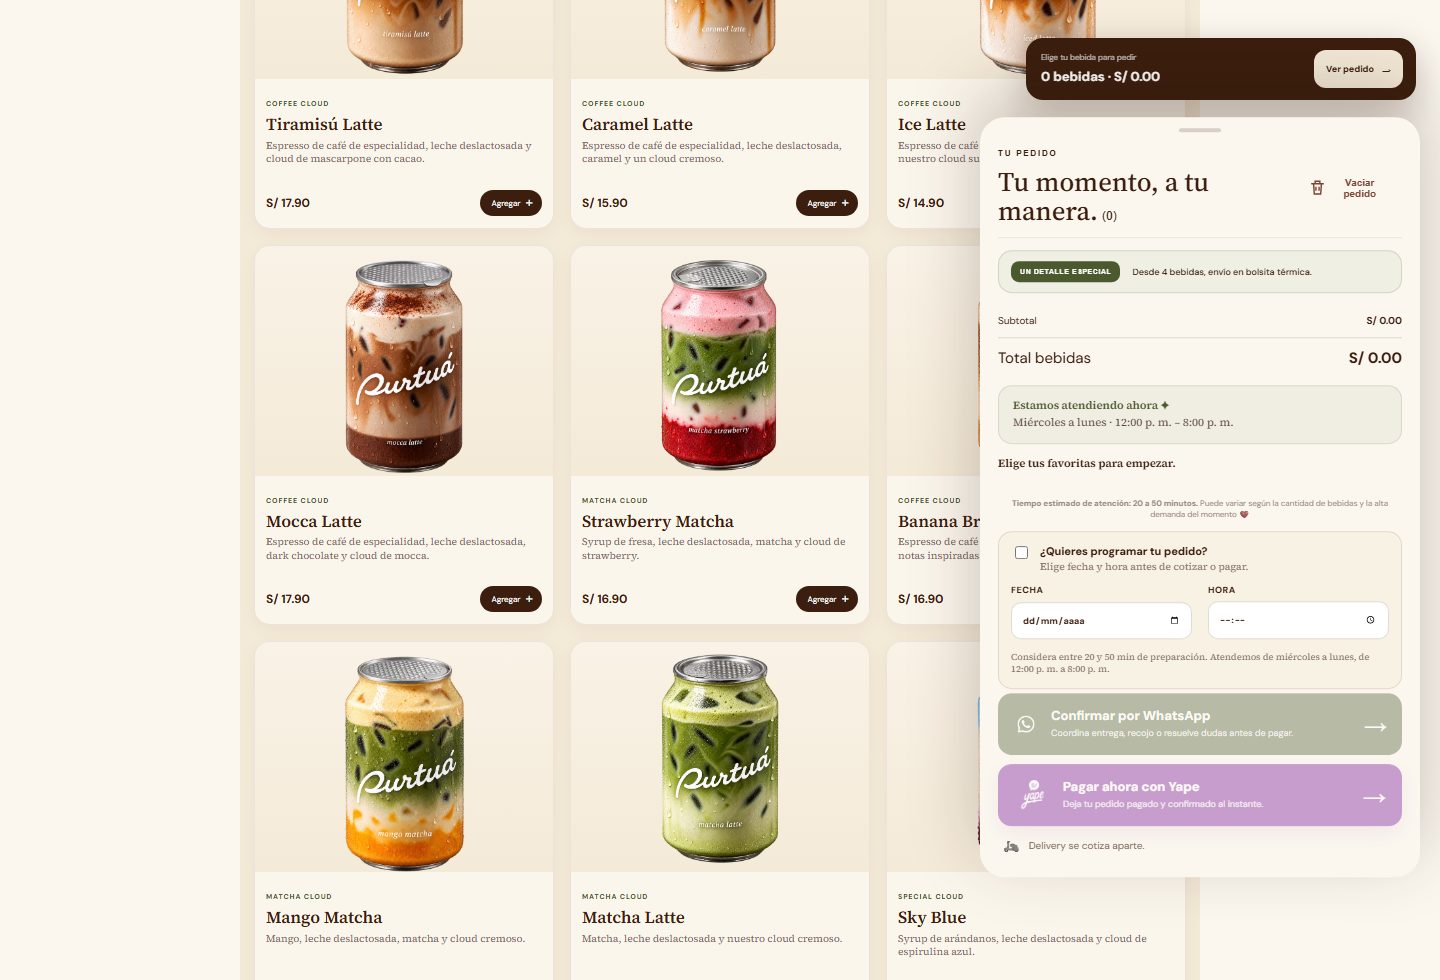 tiramisú latte
caramel latte
Elige tu bebida para pedir
0 bebidas · S/ 0.00
Ver pedido →
COFFEE CLOUD
Tiramisú Latte
Espresso de café de especialidad, leche deslactosada y
cloud de mascarpone con cacao.
S/ 17.90
Agregar +
COFFEE CLOUD
Caramel Latte
Espresso de café de especialidad, leche deslactosada,
caramel y un cloud cremoso.
S/ 15.90
Agregar +
COFFEE CLOUD
Ice Latte
Espresso de café
nuestro cloud su
S/ 14.90
Purtuá
mocca latte
COFFEE CLOUD
Mocca Latte
Espresso de café de especialidad, leche deslactosada,
dark chocolate y cloud de mocca.
S/ 17.90
Agregar +
Purtuá
matcha strawberry
MATCHA CLOUD
Strawberry Matcha
Syrup de fresa, leche deslactosada, matcha y cloud de
strawberry.
S/ 16.90
Agregar +
COFFEE CLOUD
Banana Br
Espresso de café
notas inspiradas
S/ 16.90
Purtuá
mango matcha
MATCHA CLOUD
Mango Matcha
Mango, leche deslactosada, matcha y cloud cremoso.
Purtuá
matcha latte
MATCHA CLOUD
Matcha Latte
Matcha, leche deslactosada y nuestro cloud cremoso.
SPECIAL CLOUD
Sky Blue
Syrup de arándanos, leche deslactosada y cloud de
espirulina azul.
TU PEDIDO
Tu momento, a tu
manera. (0)
Vaciar
pedido
UN DETALLE ESPECIAL
Desde 4 bebidas, envío en bolsita térmica.
Subtotal
S/ 0.00
Total bebidas
S/ 0.00
Estamos atendiendo ahora ✦
Miércoles a lunes · 12:00 p. m. – 8:00 p. m.
Elige tus favoritas para empezar.
Tiempo estimado de atención: 20 a 50 minutos. Puede variar según la cantidad de bebidas y la alta
demanda del momento 🤎
¿Quieres programar tu pedido?
Elige fecha y hora antes de cotizar o pagar.
FECHA
HORA
dd/mm/aaaa
--:--
Considera entre 20 y 50 min de preparación. Atendemos de miércoles a lunes, de
12:00 p. m. a 8:00 p. m.
Confirmar por WhatsApp
Coordina entrega, recojo o resuelve dudas antes de pagar.
→
yape
Pagar ahora con Yape
Deja tu pedido pagado y confirmado al instante.
→
Delivery se cotiza aparte.